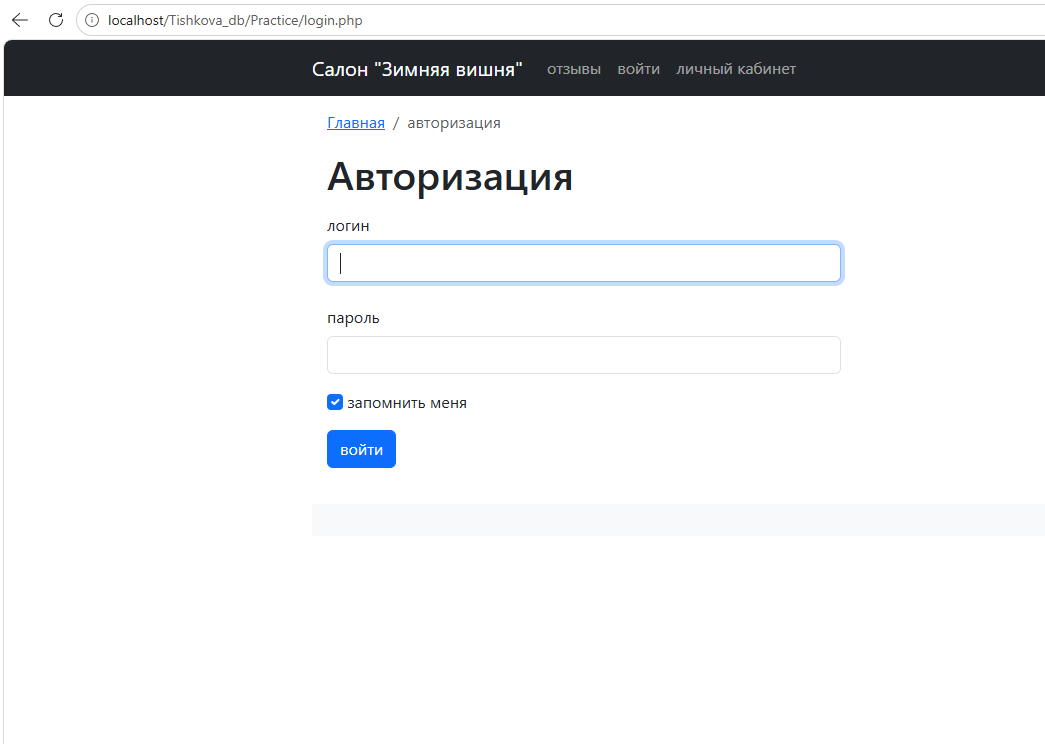 localhost/Tishkova_db/Practice/login.php
Салон "Зимняя вишня" отзывы войти личный кабинет
Главная / авторизация
Авторизация
логин
пароль
запомнить меня
войти